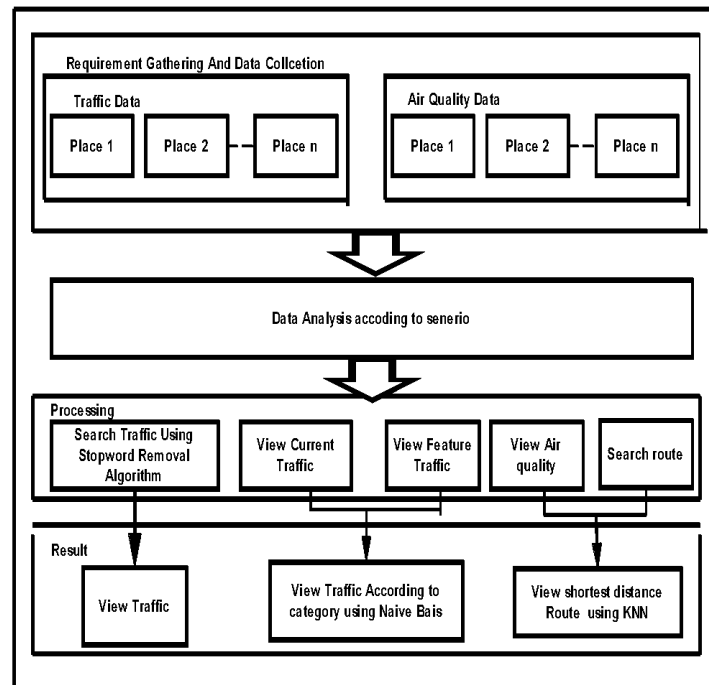 Requirement Gathering And Data Collcetion
Traffic Data
Place 1
Place 2
Place n
Air Quality Data
Place 1
Place 2
Place n
Data Analysis accoding to senerio
Processing
Search Traffic Using
Stopword Removal
Algorithm
View Current
Traffic
View Feature
Traffic
View Air
quality
Search route
Result
View Traffic
View Traffic According to
category using Naive Bais
View shortest distance
Route using KNN